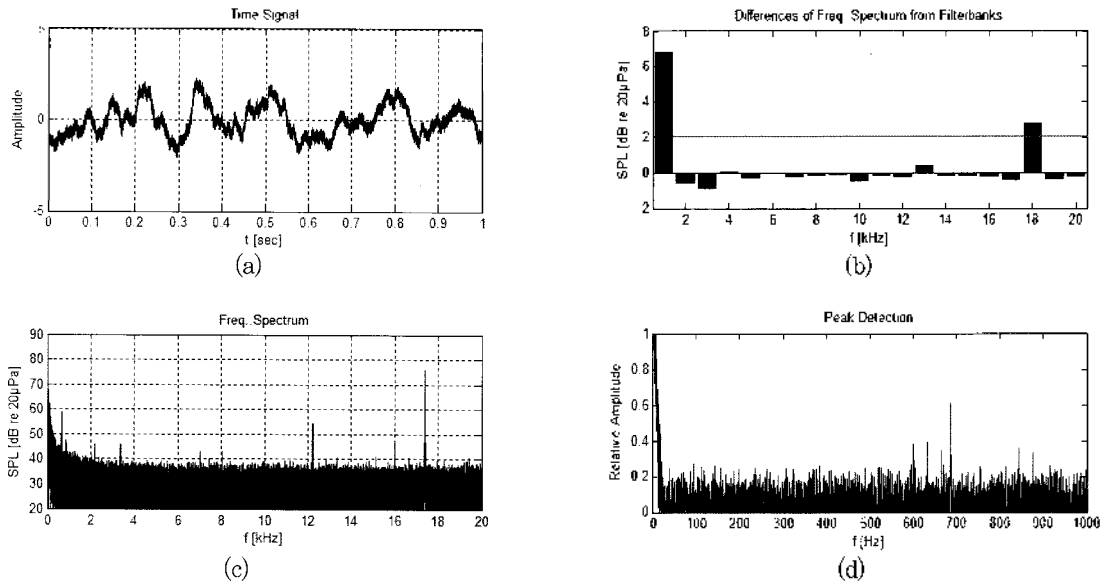 Time Signal
5
0
-5
Amplitude
0 0.1 0.2 0.3 0.4 0.5 0.6 0.7 0.8 0.9 1
t [sec]
(a)
Differences of Freq. Spectrum from Filterbanks
8
6
4
2
0
2
SPL [dB re 20µPa]
2 4 6 8 10 12 14 16 18 20
f [kHz]
(b)
Freq. Spectrum
90
80
70
60
50
40
30
20
SPL [dB re 20µPa]
0 2 4 6 8 10 12 14 16 18 20
f [kHz]
(c)
Peak Detection
1
0.8
0.6
0.4
0.2
0
Relative Amplitude
0 100 200 300 400 500 600 700 800 900 1000
f [Hz]
(d)